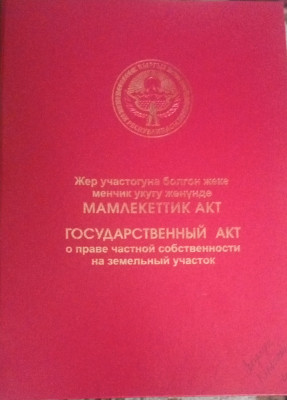 Жер участогуна болгон жеке
менчик укугу жөнүндө
МАМЛЕКЕТТИК АКТ
ГОСУДАРСТВЕННЫЙ АКТ
о праве частной собственности
на земельный участок